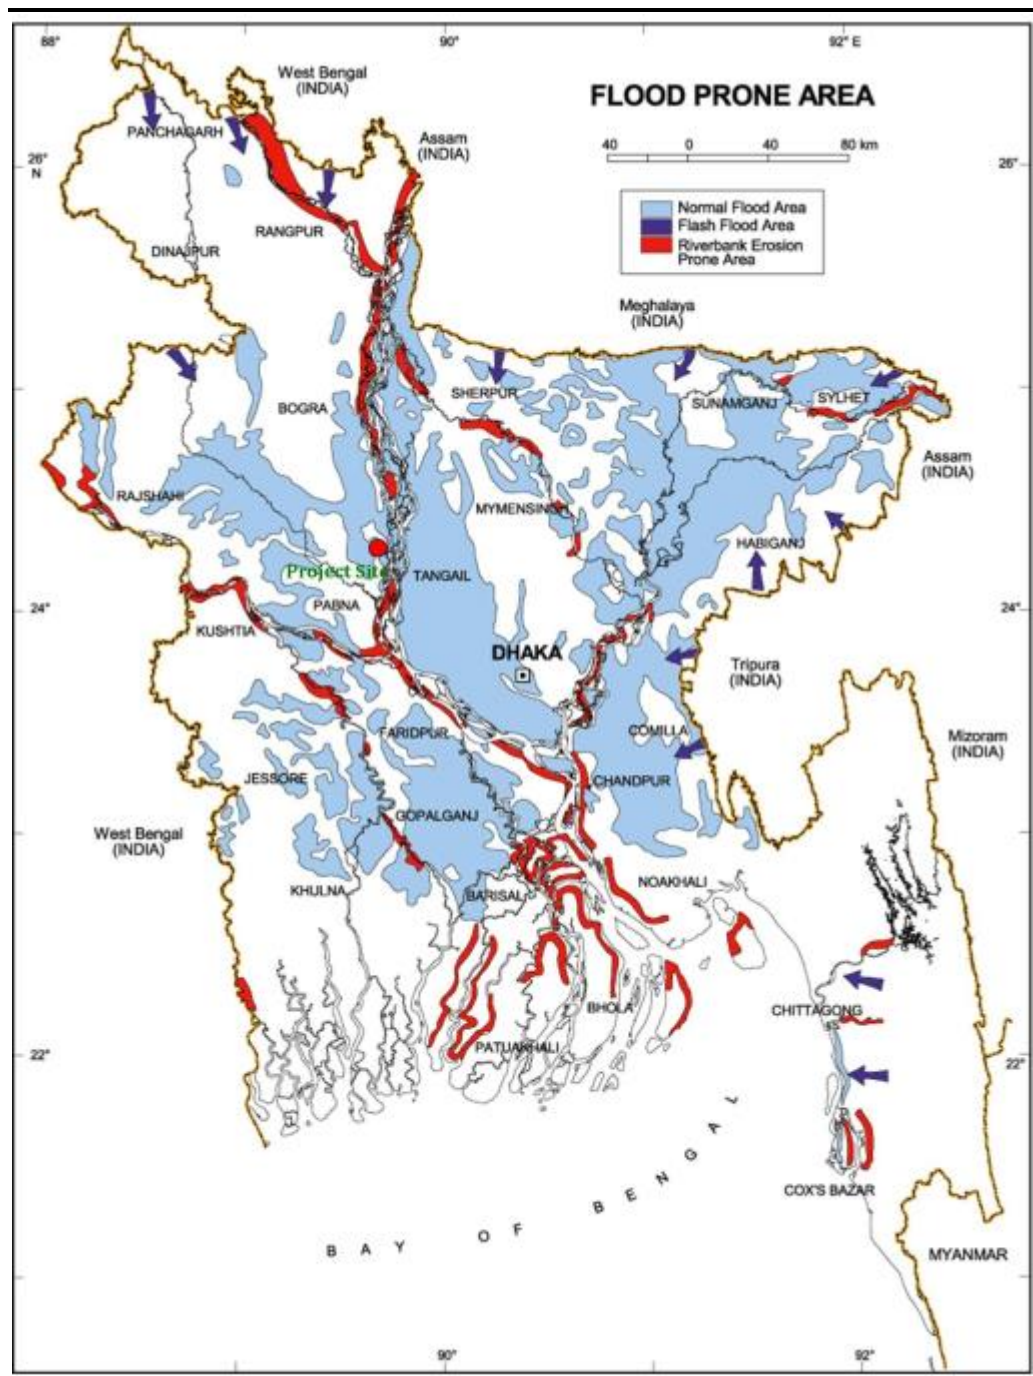 88°
90°
92° E
West Bengal
(INDIA)
FLOOD PRONE AREA
PANCHAGARH
Assam
(INDIA)
40 0 40 80 km
26°
N
26°
Normal Flood Area
Flash Flood Area
Riverbank Erosion
Prone Area
RANGPUR
DINAJPUR
Meghalaya
(INDIA)
SHERPUR
SUNAMGANJ
SYLHET
BOGRA
Assam
(INDIA)
RAJSHAHI
MYMENSINGH
HABIGANJ
Project Site
TANGAIL
PABNA
24°
24°
KUSHTIA
DHAKA
Tripura
(INDIA)
FARIDPUR
COMILLA
Mizoram
(INDIA)
JESSORE
CHANDPUR
GOPALGANJ
West Bengal
(INDIA)
KHULNA
BARISAL
NOAKHALI
BHOLA
CHITTAGONG
PATUAKHALI
22°
22°
COX'S BAZAR
BAY OF BENGAL
MYANMAR
90°
92°